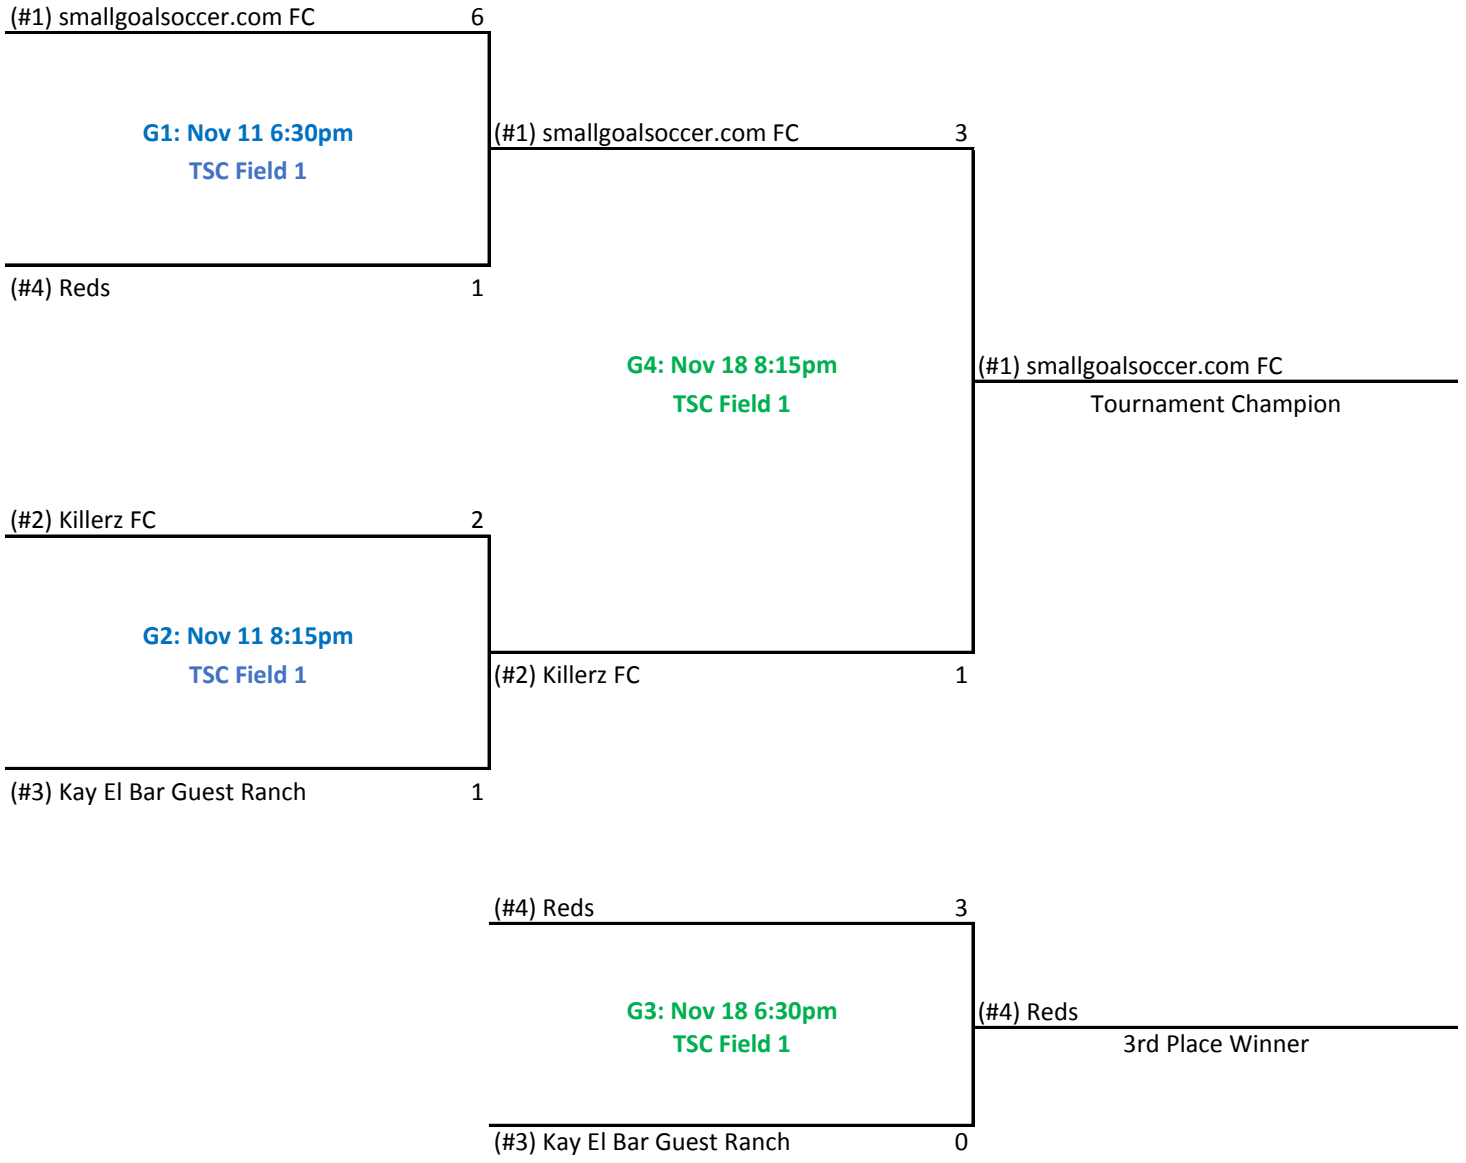 (#1) smallgoalsoccer.com FC 6
G1: Nov 11 6:30pm
TSC Field 1
(#1) smallgoalsoccer.com FC 3
(#4) Reds 1
G4: Nov 18 8:15pm
TSC Field 1
(#1) smallgoalsoccer.com FC
Tournament Champion
(#2) Killerz FC 2
G2: Nov 11 8:15pm
TSC Field 1
(#2) Killerz FC 1
(#3) Kay El Bar Guest Ranch 1
(#4) Reds 3
G3: Nov 18 6:30pm
TSC Field 1
(#4) Reds
3rd Place Winner
(#3) Kay El Bar Guest Ranch 0